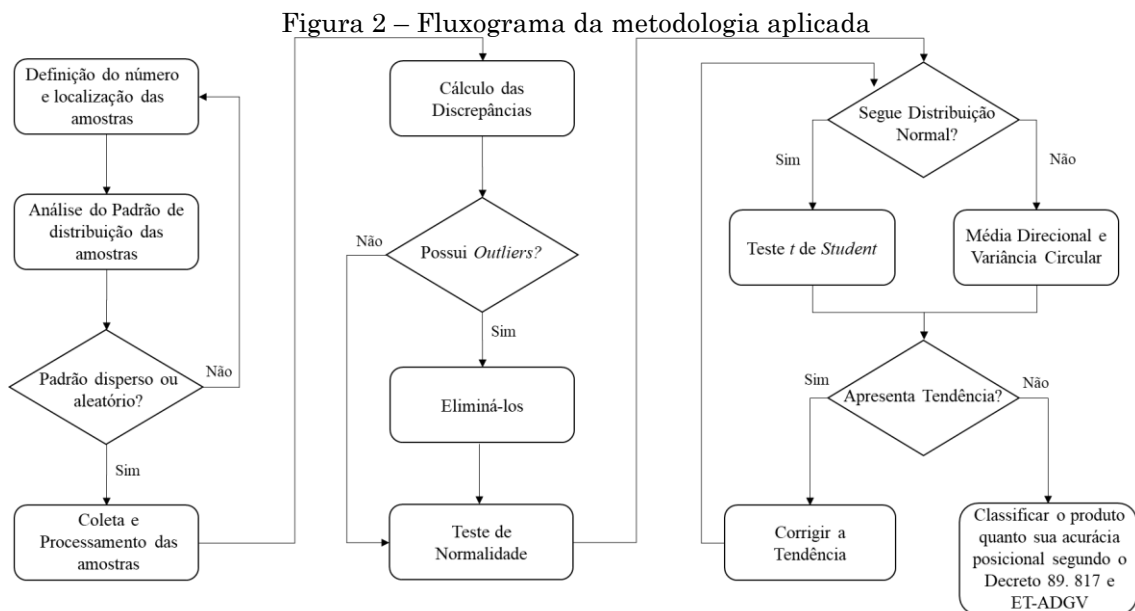 Figura 2 – Fluxograma da metodologia aplicada
Definição do número
e localização das
amostras
Análise do Padrão de
distribuição das
amostras
Padrão disperso ou
aleatório?
Não
Sim
Coleta e
Processamento das
amostras
Cálculo das
Discrepâncias
Possui Outliers?
Não
Sim
Eliminá-los
Teste de
Normalidade
Segue Distribuição
Normal?
Sim
Não
Teste t de Student
Média Direcional e
Variância Circular
Apresenta Tendência?
Sim
Não
Corrigir a
Tendência
Classificar o produto
quanto sua acurácia
posicional segundo o
Decreto 89. 817 e
ET-ADGV